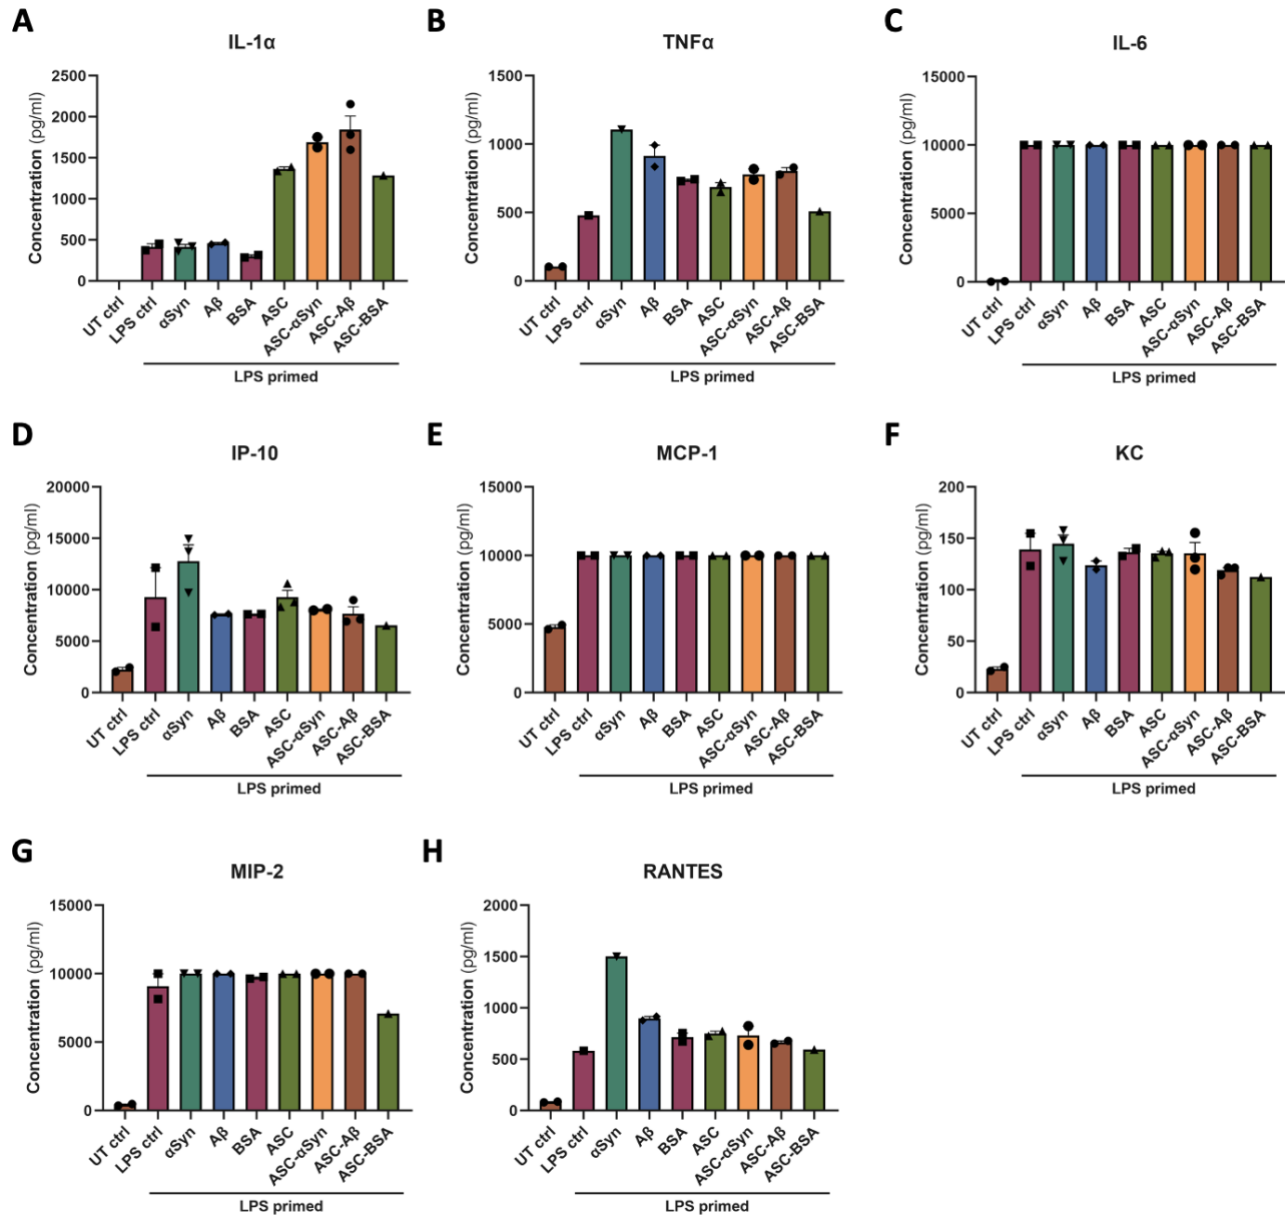 A
IL-1α
Concentration (pg/ml)
2500
2000
1500
1000
500
0
UT ctrl
LPS ctrl
αSyn
Aβ
BSA
ASC
ASC-αSyn
ASC-Aβ
ASC-BSA
LPS primed
B
TNFα
Concentration (pg/ml)
1500
1000
500
0
UT ctrl
LPS ctrl
αSyn
Aβ
BSA
ASC
ASC-αSyn
ASC-Aβ
ASC-BSA
LPS primed
C
IL-6
Concentration (pg/ml)
15000
10000
5000
0
UT ctrl
LPS ctrl
αSyn
Aβ
BSA
ASC
ASC-αSyn
ASC-Aβ
ASC-BSA
LPS primed
D
IP-10
Concentration (pg/ml)
20000
15000
10000
5000
0
UT ctrl
LPS ctrl
αSyn
Aβ
BSA
ASC
ASC-αSyn
ASC-Aβ
ASC-BSA
LPS primed
E
MCP-1
Concentration (pg/ml)
15000
10000
5000
0
UT ctrl
LPS ctrl
αSyn
Aβ
BSA
ASC
ASC-αSyn
ASC-Aβ
ASC-BSA
LPS primed
F
KC
Concentration (pg/ml)
200
150
100
50
0
UT ctrl
LPS ctrl
αSyn
Aβ
BSA
ASC
ASC-αSyn
ASC-Aβ
ASC-BSA
LPS primed
G
MIP-2
Concentration (pg/ml)
15000
10000
5000
0
UT ctrl
LPS ctrl
αSyn
Aβ
BSA
ASC
ASC-αSyn
ASC-Aβ
ASC-BSA
LPS primed
H
RANTES
Concentration (pg/ml)
2000
1500
1000
500
0
UT ctrl
LPS ctrl
αSyn
Aβ
BSA
ASC
ASC-αSyn
ASC-Aβ
ASC-BSA
LPS primed